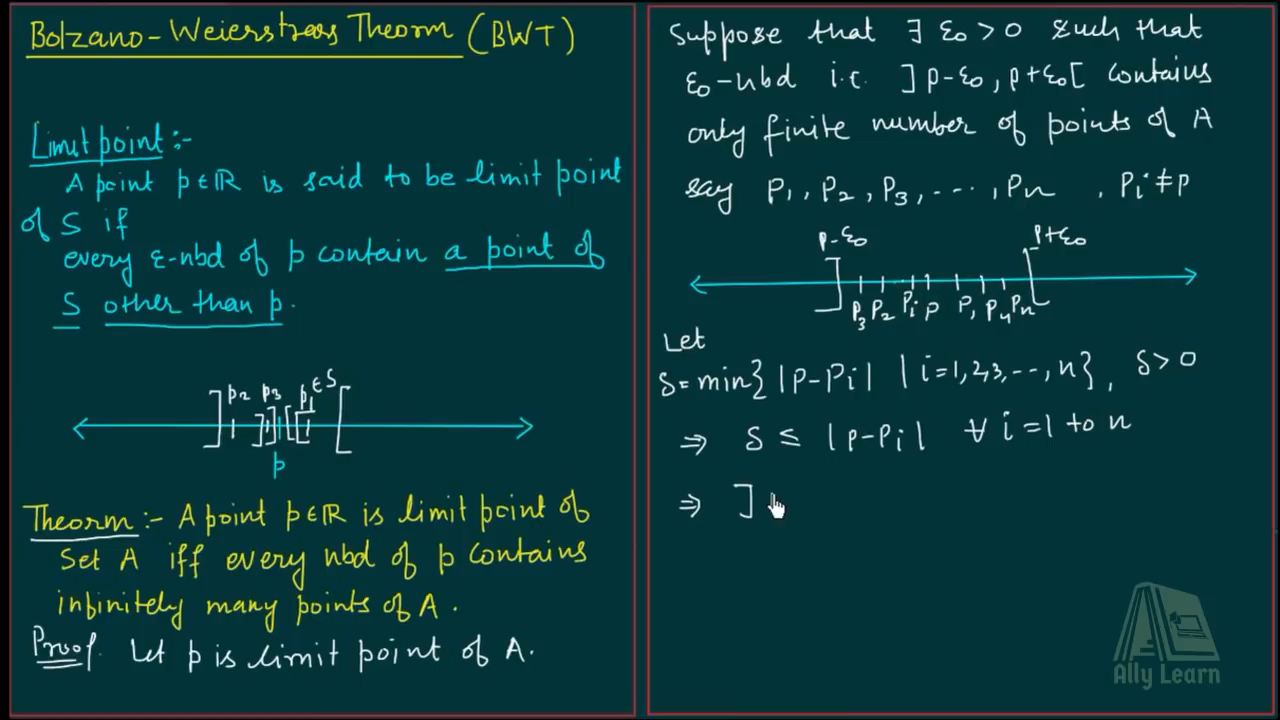 Bolzano-Weierstrass Theorm (BWT)
Limit point :-
A point p∈ℝ is said to be limit point
of S if
every ε-nbd of p contain a point of
S other than p.
p₂ p₃ p₁∈S
p
Theorm :- A point p∈ℝ is limit point of
Set A iff every nbd of p contains
infinitely many points of A.
Proof. Let p is limit point of A.
Suppose that ∃ ε₀>0 such that
ε₀-nbd i.e. ]p-ε₀, p+ε₀[ contains
only finite number of points of A
say p₁, p₂, p₃, ..., pₙ , pᵢ≠p
p-ε₀ p+ε₀
p₃ p₂ pᵢ p p₁ p₄ pₙ
Let
δ=min{|p-pᵢ| |i=1,2,3,--,n}, δ>0
⇒ δ ≤ |p-pᵢ| ∀ i=1 to n
⇒ ]
Ally Learn